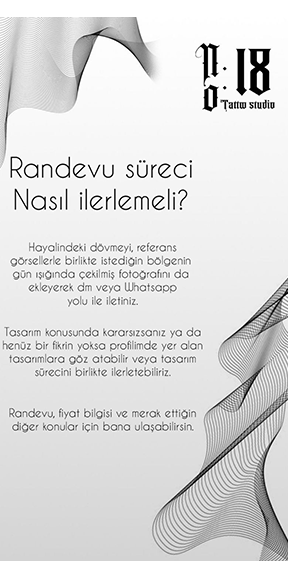 p: 18
o: Tattw studio
Randevu süreci
Nasıl ilerlemeli?
Hayalindeki dövmeyi, referans
görsellerle birlikte istediğin bölgenin
gün ışığında çekilmiş fotoğrafını da
ekleyerek dm veya Whatsapp
yolu ile iletiniz.
Tasarım konusunda kararsızsanız ya da
henüz bir fikrin yoksa profilimde yer alan
tasarımlara göz atabilir veya tasarım
sürecini birlikte ilerletebiliriz.
Randevu, fiyat bilgisi ve merak ettiğin
diğer konular için bana ulaşabilirsin.